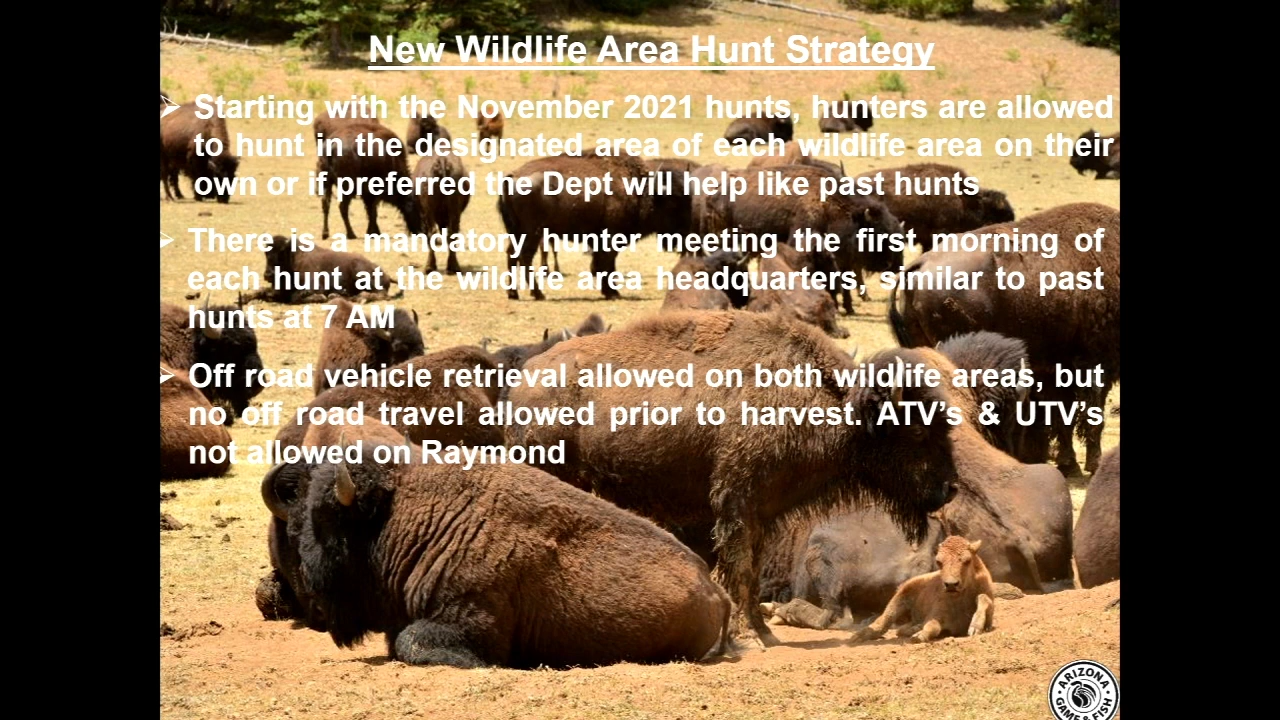 New Wildlife Area Hunt Strategy
➢ Starting with the November 2021 hunts, hunters are allowed
to hunt in the designated area of each wildlife area on their
own or if preferred the Dept will help like past hunts
➢ There is a mandatory hunter meeting the first morning of
each hunt at the wildlife area headquarters, similar to past
hunts at 7 AM
➢ Off road vehicle retrieval allowed on both wildlife areas, but
no off road travel allowed prior to harvest. ATV’s & UTV’s
not allowed on Raymond
ARIZONA
GAME & FISH